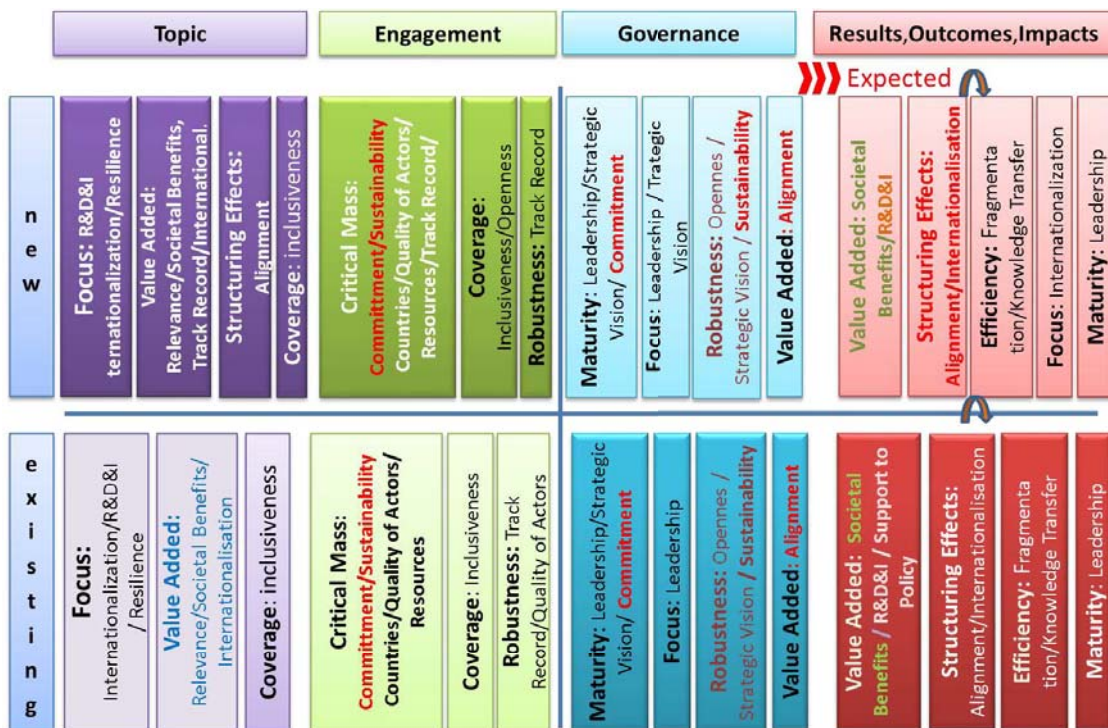 Topic
Engagement
Governance
Results,Outcomes,Impacts
Expected
new
Focus: R&D&I
ternationalization/Resilience
Value Added:
Relevance/Societal Benefits,
Track Record/International.
Structuring Effects:
Alignment
Coverage: inclusiveness
Critical Mass:
Committment/Sustainability
Countries/Quality of Actors/
Resources/Track Record/
Coverage:
Inclusiveness/Openness
Robustness: Track Record
Maturity: Leadership/Strategic
Vision/ Commitment
Focus: Leadership /Trategic
Vision
Robustness: Opennes /
Strategic Vision / Sustainability
Value Added: Alignment
Value Added: Societal
Benefits/R&D&I
Structuring Effects:
Alignment/Internationalisation
Efficiency: Fragmenta
tion/Knowledge Transfer
Focus: Internationalization
Maturity: Leadership
existing
Focus:
Internationalization/R&D&I
/ Resilience
Value Added:
Relevance/Societal Benefits/
Internationalisation
Coverage: inclusiveness
Critical Mass:
Committment/Sustainability
Countries/Quality of Actors/
Resources
Coverage: Inclusiveness
Robustness: Track
Record/Quality of Actors
Maturity: Leadership/Strategic
Vision/ Commitment
Focus: Leadership
Robustness: Opennes /
Strategic Vision / Sustainability
Value Added: Alignment
Value Added: Societal
Benefits / R&D&I / Support to
Policy
Structuring Effects:
Alignment/Internationalisation
Efficiency: Fragmenta
tion/Knowledge Transfer
Maturity: Leadership